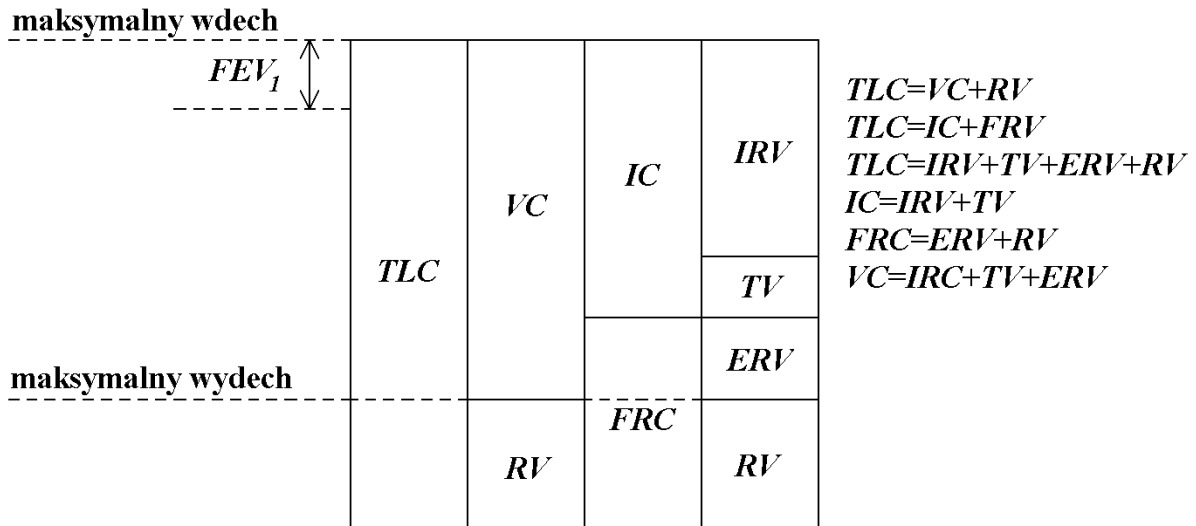 maksymalny wdech
FEV1
TLC
VC
IC
IRV
TV
ERV
maksymalny wydech
RV
FRC
RV
TLC=VC+RV
TLC=IC+FRV
TLC=IRV+TV+ERV+RV
IC=IRV+TV
FRC=ERV+RV
VC=IRC+TV+ERV